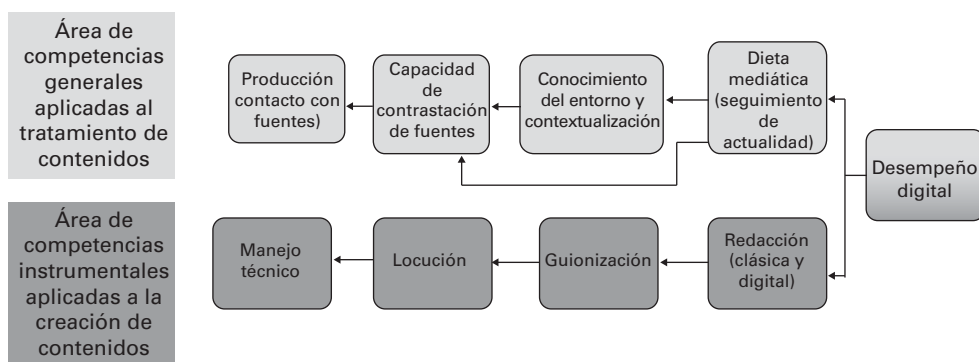 Área de
competencias
generales
aplicadas al
tratamiento de
contenidos
Producción
contacto con
fuentes)
Capacidad
de
contrastación
de fuentes
Conocimiento
del entorno y
contextualización
Dieta
mediática
(seguimiento
de
actualidad)
Desempeño
digital
Área de
competencias
instrumentales
aplicadas a la
creación de
contenidos
Manejo
técnico
Locución
Guionización
Redacción
(clásica y
digital)